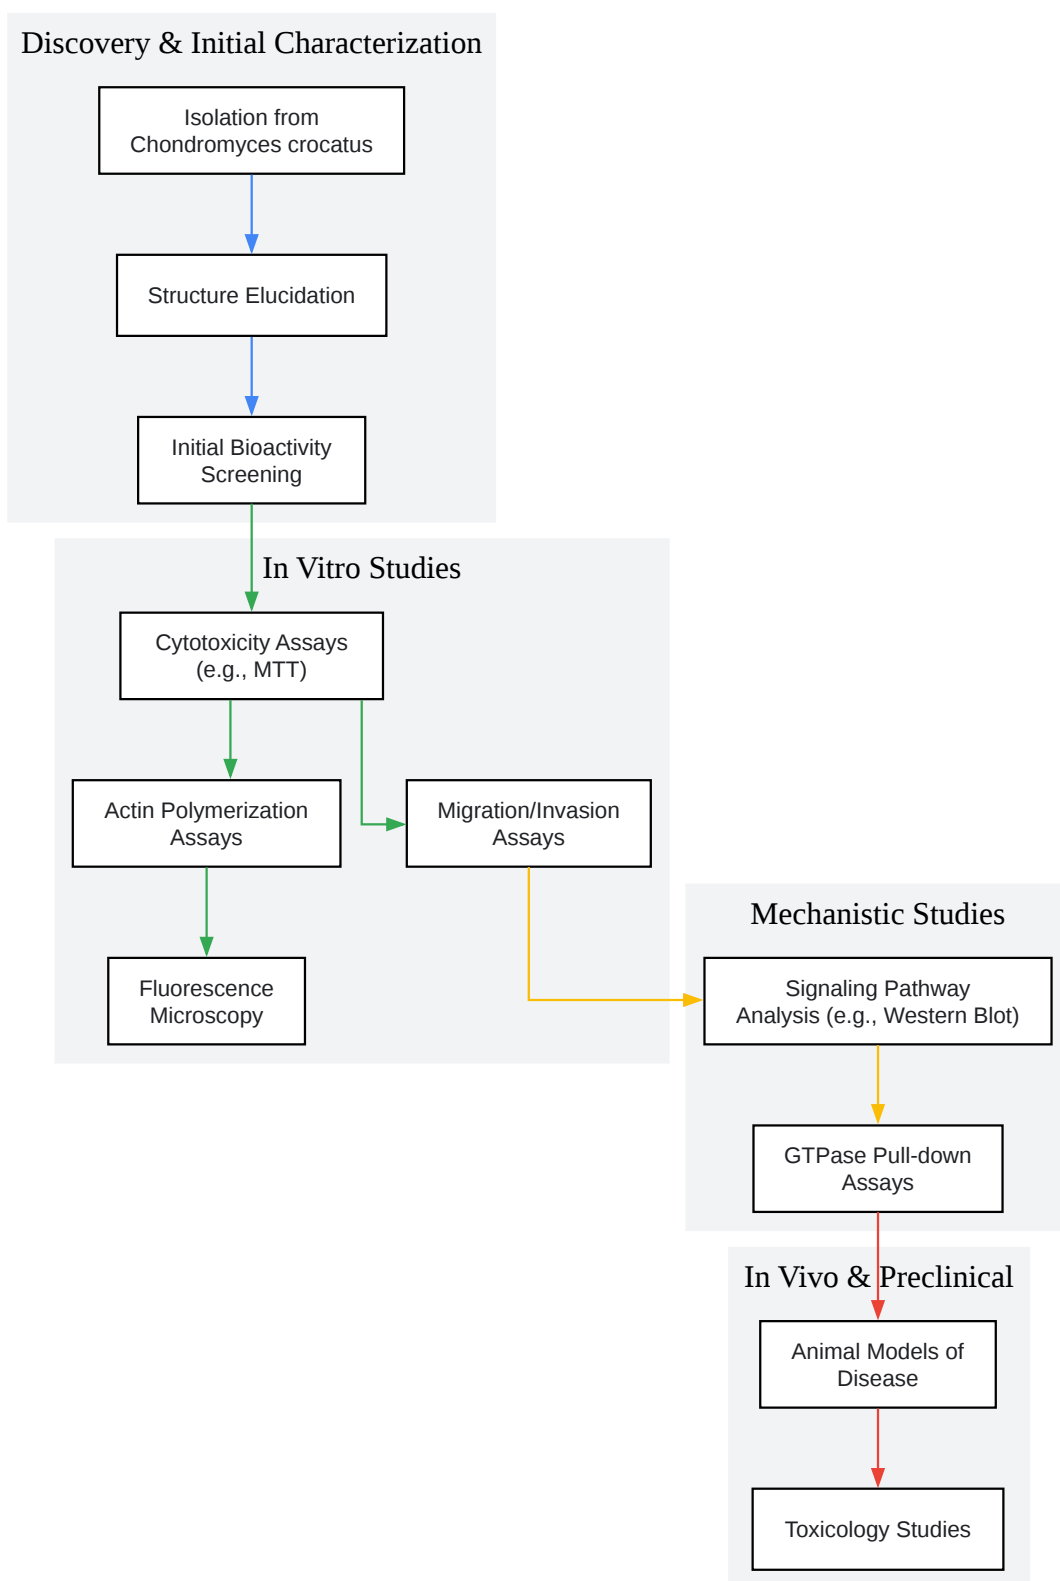 Discovery & Initial Characterization
Isolation from
Chondromyces crocatus
Structure Elucidation
Initial Bioactivity
Screening
In Vitro Studies
Cytotoxicity Assays
(e.g., MTT)
Actin Polymerization
Assays
Migration/Invasion
Assays
Fluorescence
Microscopy
Mechanistic Studies
Signaling Pathway
Analysis (e.g., Western Blot)
GTPase Pull-down
Assays
In Vivo & Preclinical
Animal Models of
Disease
Toxicology Studies